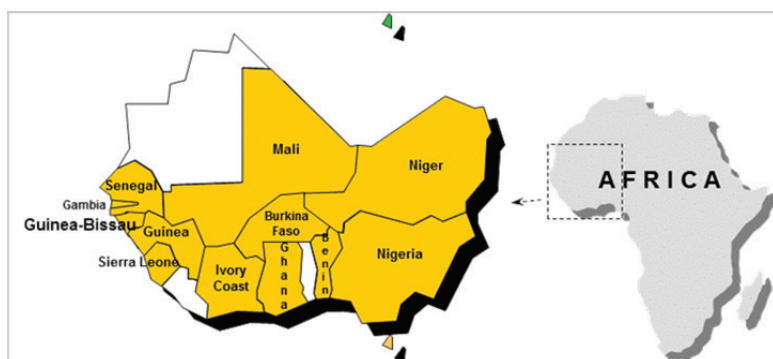 Mali
Niger
AFRICA
Senegal
Gambia
Guinea-Bissau
Guinea
Burkina
Faso
Sierra Leone
Ivory
Coast
Ghana
Benin
Nigeria